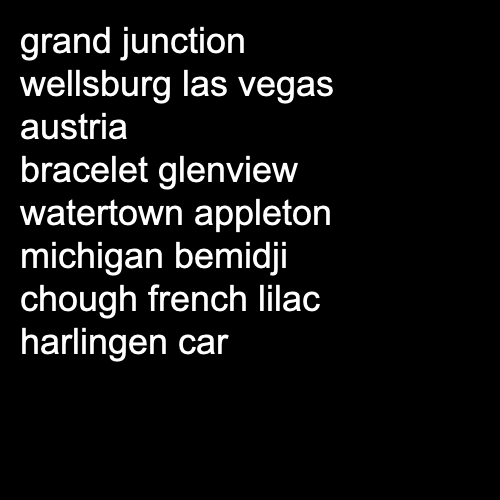 grand junction
wellsburg las vegas
austria
bracelet glenview
watertown appleton
michigan bemidji
chough french lilac
harlingen car